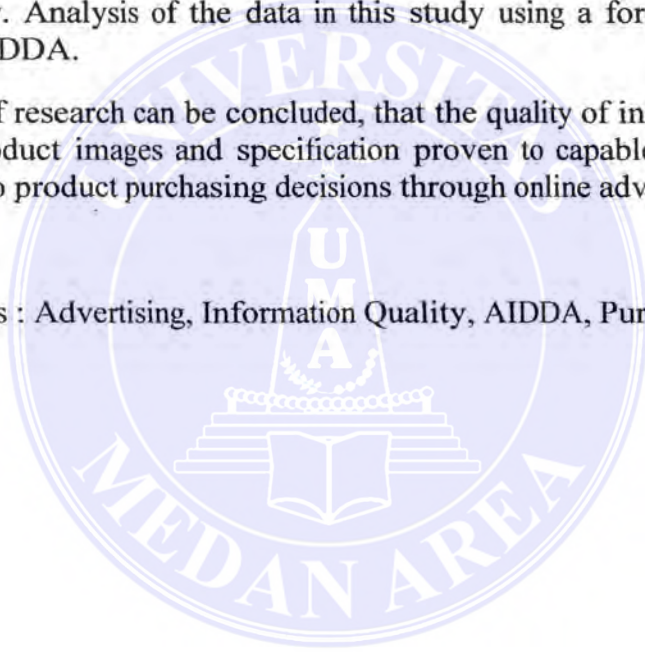 . Analysis of the data in this study using a for
DDA.
f research can be concluded, that the quality of in
duct images and specification proven to capable
o product purchasing decisions through online adv
s : Advertising, Information Quality, AIDDA, Pur
UNIVERSITAS
U
M
A
MEDAN AREA